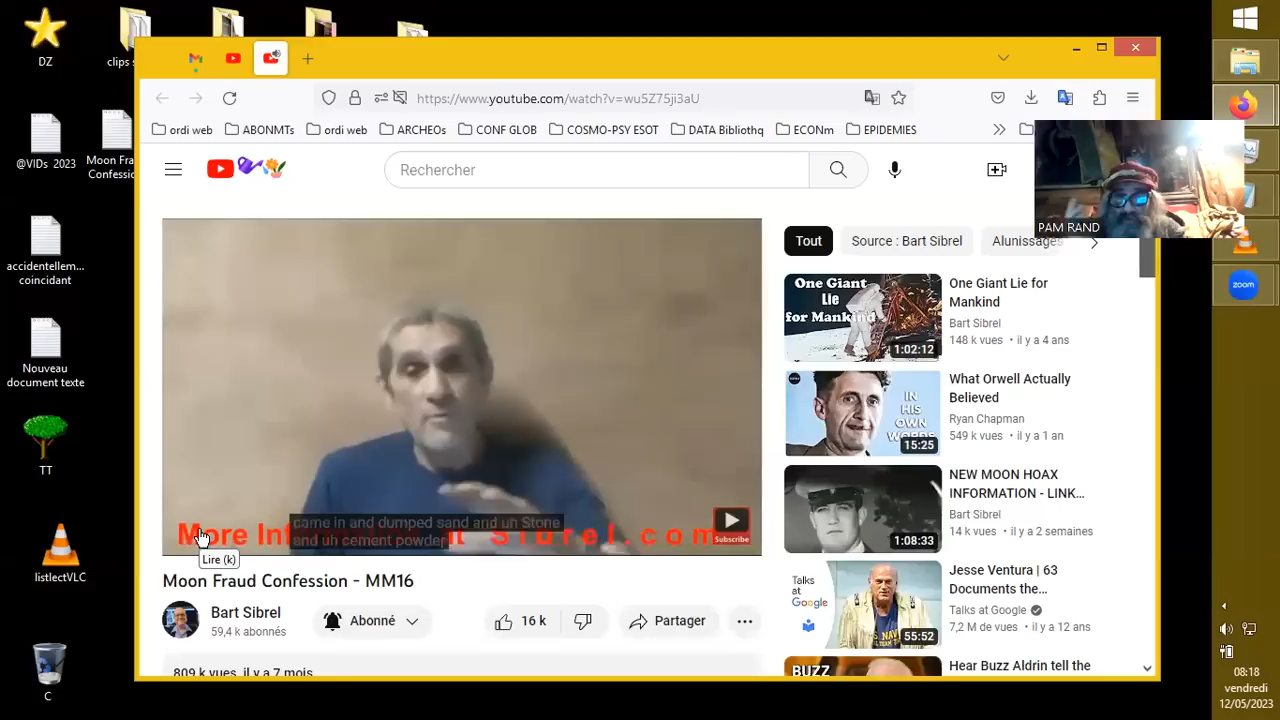 DZ
clips s
@VIDs 2023
Moon Fra
Confessio
accidentellem...
coincidant
Nouveau
document texte
TT
listlectVLC
C
https://www.youtube.com/watch?v=wu5Z75ji3aU
ordi web
ABONMTs
ordi web
ARCHEOs
CONF GLOB
COSMO-PSY ESOT
DATA Bibliothq
ECONm
EPIDEMIES
Rechercher
PAM RAND
Tout
Source : Bart Sibrel
Alunissages
came in and dumped sand and uh Stone
and uh cement powder
More Inf t Sibrel.com
Subscribe
Lire (k)
Moon Fraud Confession - MM16
Bart Sibrel
59,4 k abonnés
Abonné
16 k
Partager
809 k vues il y a 7 mois
One Giant
Lie
for Mankind
1:02:12
One Giant Lie for
Mankind
Bart Sibrel
148 k vues • il y a 4 ans
IN
HIS
OWN
WORDS
15:25
What Orwell Actually
Believed
Ryan Chapman
549 k vues • il y a 1 an
1:08:33
NEW MOON HOAX
INFORMATION - LINK...
Bart Sibrel
14 k vues • il y a 2 semaines
Talks
at
Google
55:52
Jesse Ventura | 63
Documents the...
Talks at Google
7,2 M de vues • il y a 12 ans
BUZZ
Hear Buzz Aldrin tell the
zoom
08:18
vendredi
12/05/2023